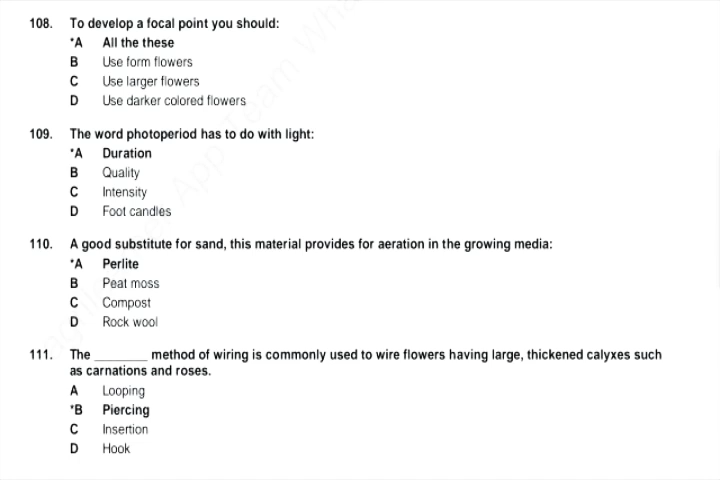 108. To develop a focal point you should:
*A All the these
B Use form flowers
C Use larger flowers
D Use darker colored flowers
109. The word photoperiod has to do with light:
*A Duration
B Quality
C Intensity
D Foot candles
110. A good substitute for sand, this material provides for aeration in the growing media:
*A Perlite
B Peat moss
C Compost
D Rock wool
111. The ________ method of wiring is commonly used to wire flowers having large, thickened calyxes such
as carnations and roses.
A Looping
*B Piercing
C Insertion
D Hook